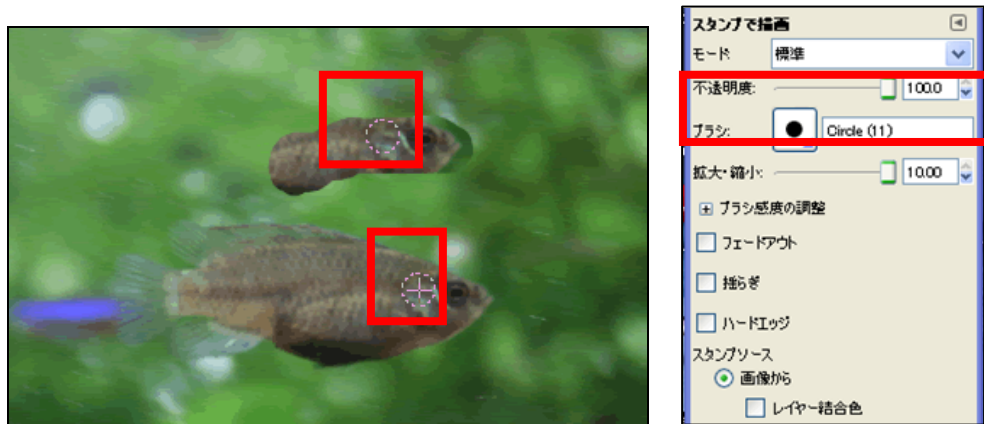 スタンプで描画
モード: 標準
不透明度: 100.0
ブラシ: Circle (11)
拡大・縮小: 10.00
ブラシ感度の調整
フェードアウト
揺らぎ
ハードエッジ
スタンプソース
画像から
レイヤー結合色